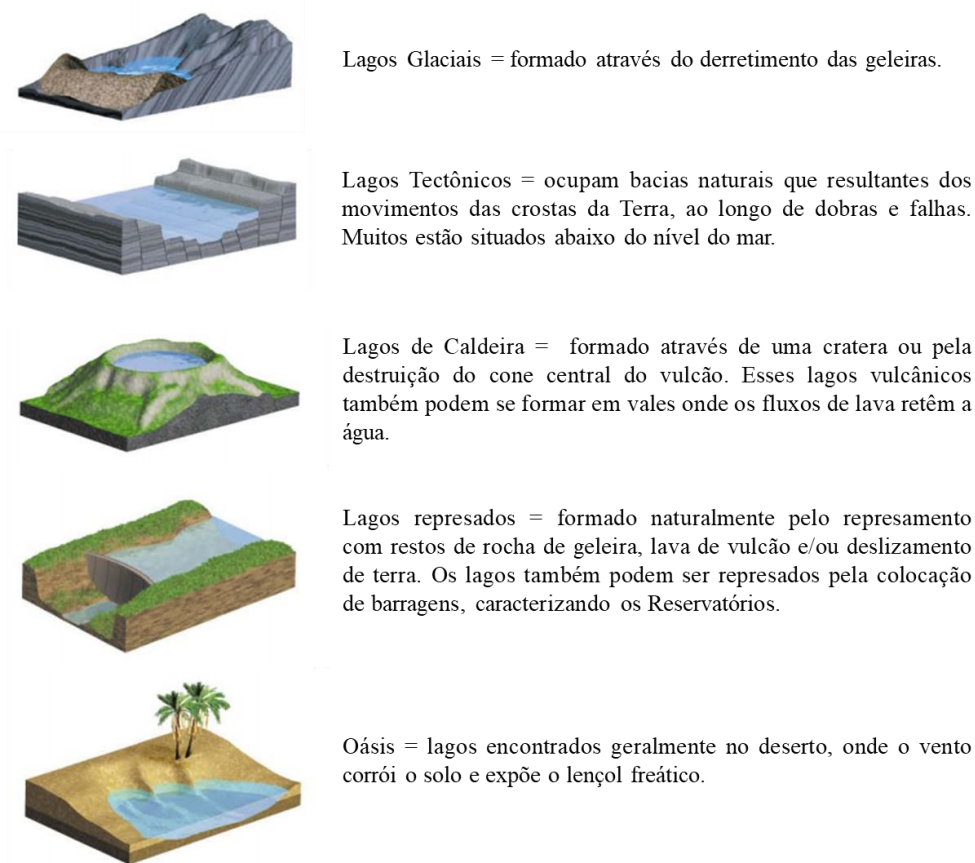 Lagos Glaciais = formado através do derretimento das geleiras.
Lagos Tectônicos = ocupam bacias naturais que resultantes dos
movimentos das crostas da Terra, ao longo de dobras e falhas.
Muitos estão situados abaixo do nível do mar.
Lagos de Caldeira = formado através de uma cratera ou pela
destruição do cone central do vulcão. Esses lagos vulcânicos
também podem se formar em vales onde os fluxos de lava retêm a
água.
Lagos represados = formado naturalmente pelo represamento
com restos de rocha de geleira, lava de vulcão e/ou deslizamento
de terra. Os lagos também podem ser represados pela colocação
de barragens, caracterizando os Reservatórios.
Oásis = lagos encontrados geralmente no deserto, onde o vento
corrói o solo e expõe o lençol freático.